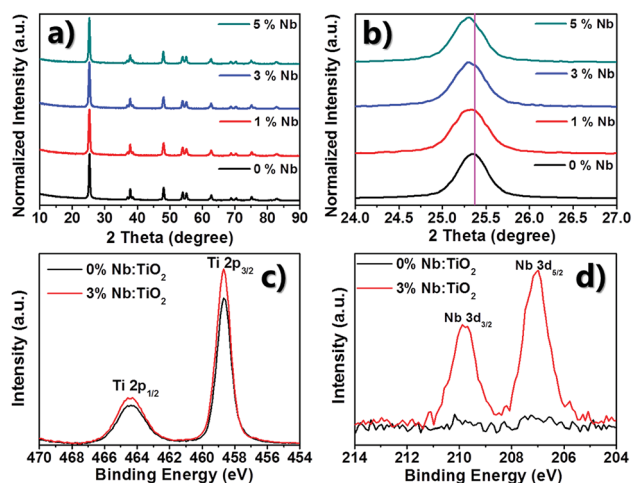 a)
5 % Nb
3 % Nb
1 % Nb
0 % Nb
Normalized Intensity (a.u.)
10 20 30 40 50 60 70 80 90
2 Theta (degree)
b)
5 % Nb
3 % Nb
1 % Nb
0 % Nb
Normalized Intensity (a.u.)
24.0 24.5 25.0 25.5 26.0 26.5 27.0
2 Theta (degree)
c)
0% Nb:TiO₂
3% Nb:TiO₂
Ti 2p₃/₂
Ti 2p₁/₂
Intensity (a.u.)
470 468 466 464 462 460 458 456 454
Binding Energy (eV)
d)
0% Nb:TiO₂
3% Nb:TiO₂
Nb 3d₅/₂
Nb 3d₃/₂
Intensity (a.u.)
214 212 210 208 206 204
Binding Energy (eV)